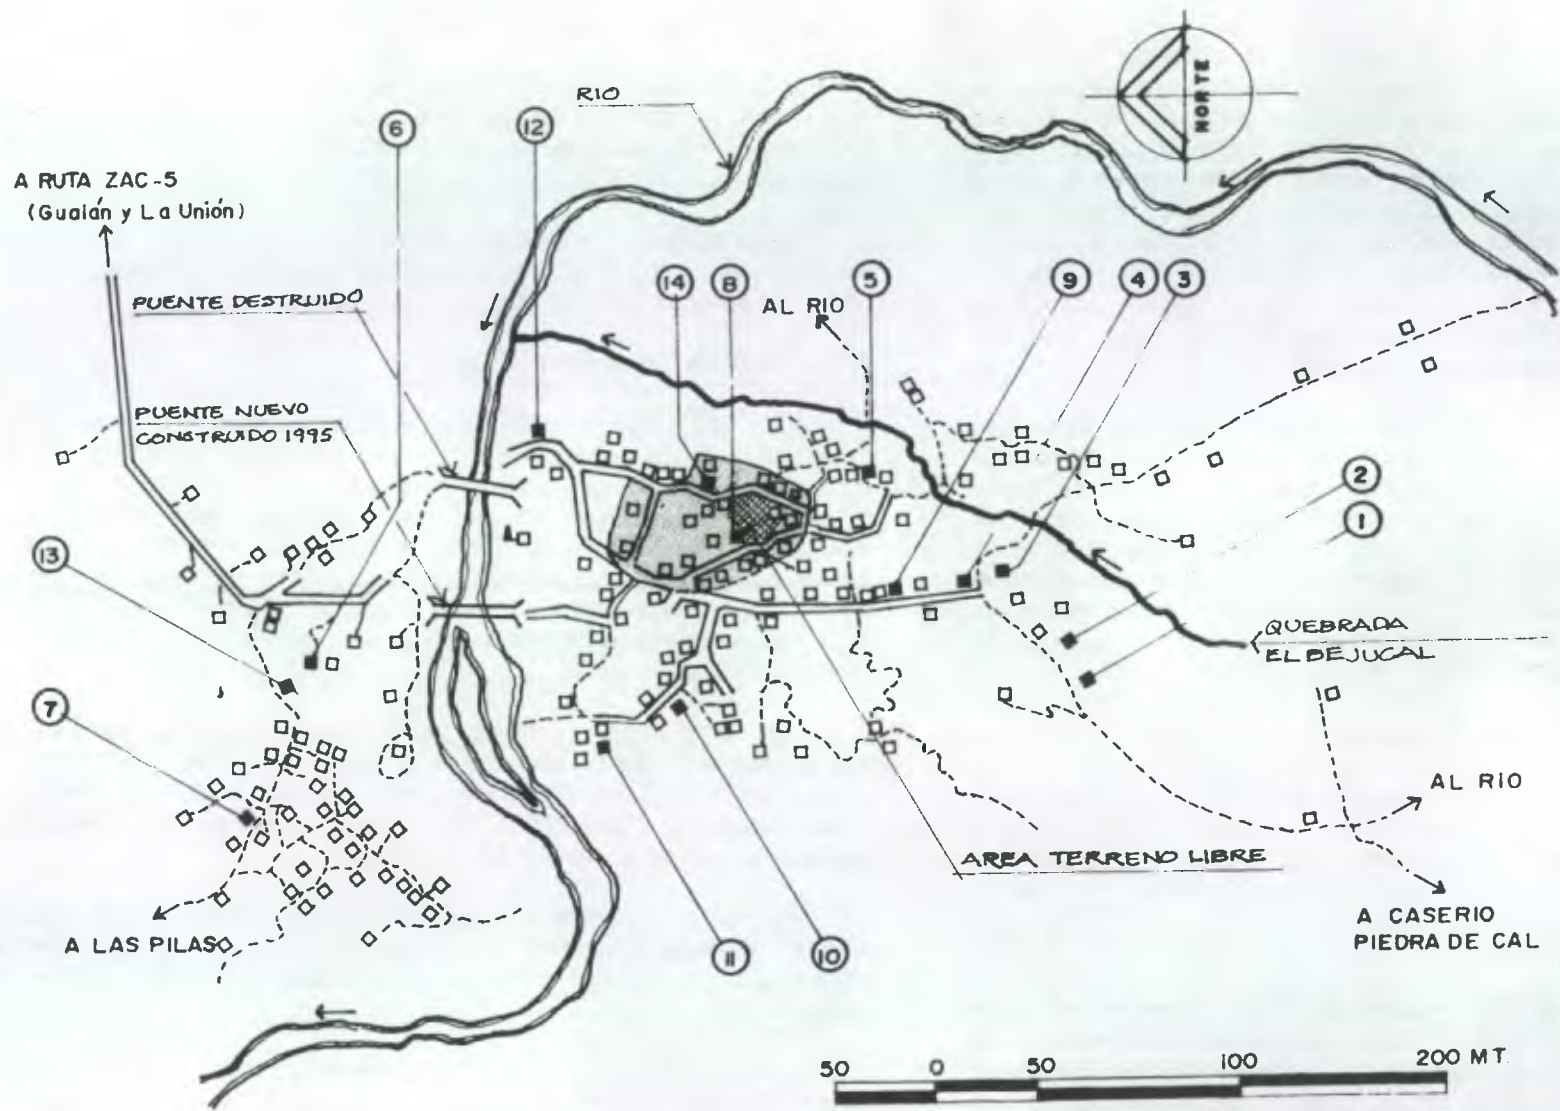 NORTE
RIO
6
12
A RUTA ZAC-5
(Gualán y La Unión)
PUENTE DESTRUIDO
14
8
5
9
4
3
AL RIO
PUENTE NUEVO
CONSTRUIDO 1995
2
1
13
QUEBRADA
EL BEJUCAL
7
AL RIO
AREA TERRENO LIBRE
A LAS PILAS
11
10
A CASERIO
PIEDRA DE CAL
50 0 50 100 200 MT.